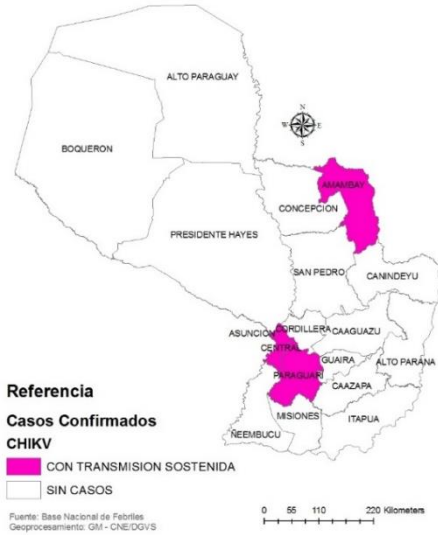 ALTO PARAGUAY
BOQUERON
N
W E
S
AMAMBAY
CONCEPCION
PRESIDENTE HAYES
SAN PEDRO
CANINDEYU
ASUNCION
CORDILLERA
CAAGUAZU
CENTRAL
GUAIRA
ALTO PARANA
PARAGUARI
CAAZAPA
MISIONES
ITAPUA
ÑEEMBUCU
Referencia
Casos Confirmados
CHIKV
CON TRANSMISION SOSTENIDA
SIN CASOS
Fuente: Base Nacional de Febriles
Geoprocesamiento: GM - CNE/DGVS
0 55 110 220 Kilometers